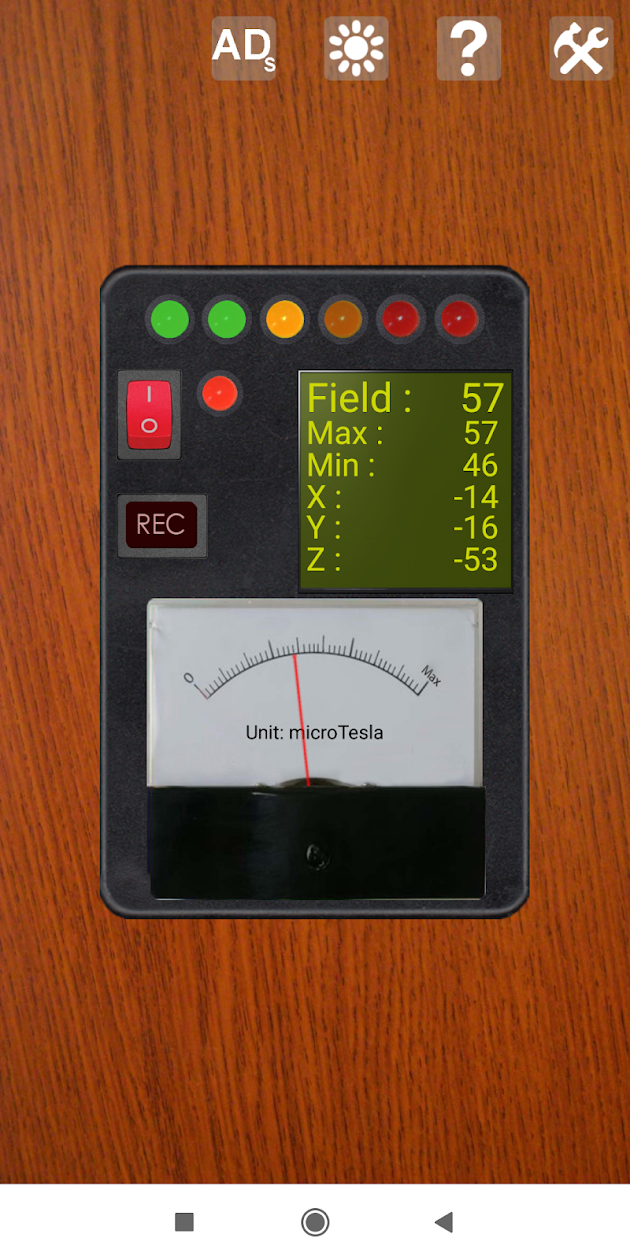 ADs
?
I
O
Field : 57
Max : 57
Min : 46
X : -14
Y : -16
Z : -53
REC
0
Max
Unit: microTesla